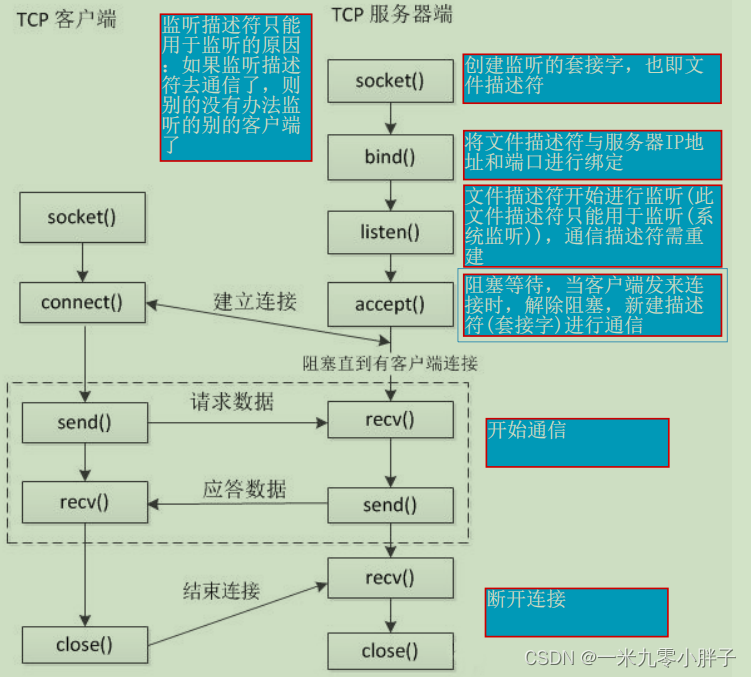 TCP 客户端
监听描述符只能
用于监听的原因
：如果监听描述
符去通信了，则
别的没有办法监
听的别的客户端
了
TCP 服务器端
socket()
创建监听的套接字，也即文
件描述符
bind()
将文件描述符与服务器IP地
址和端口进行绑定
socket()
listen()
文件描述符开始进行监听(此
文件描述符只能用于监听(系
统监听))，通信描述符需重
建
connect()
建立连接
accept()
阻塞等待，当客户端发来连
接时，解除阻塞，新建描述
符(套接字)进行通信
阻塞直到有客户端连接
send()
请求数据
recv()
开始通信
recv()
应答数据
send()
结束连接
recv()
断开连接
close()
close()
CSDN @一米九零小胖子